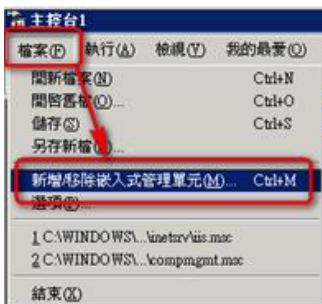 主控台1
檔案(F) 執行(A) 檢視(V) 我的最愛(O)
開新檔案(N) Ctrl+N
開啓舊檔(O)... Ctrl+O
儲存(S) Ctrl+S
另存新檔(A)...
新增/移除嵌入式管理單元(M)... Ctrl+M
選項(P)...
1 C:\WINDOWS\...\inetsrv\iis.msc
2 C:\WINDOWS\...\compmgmt.msc
結束(X)